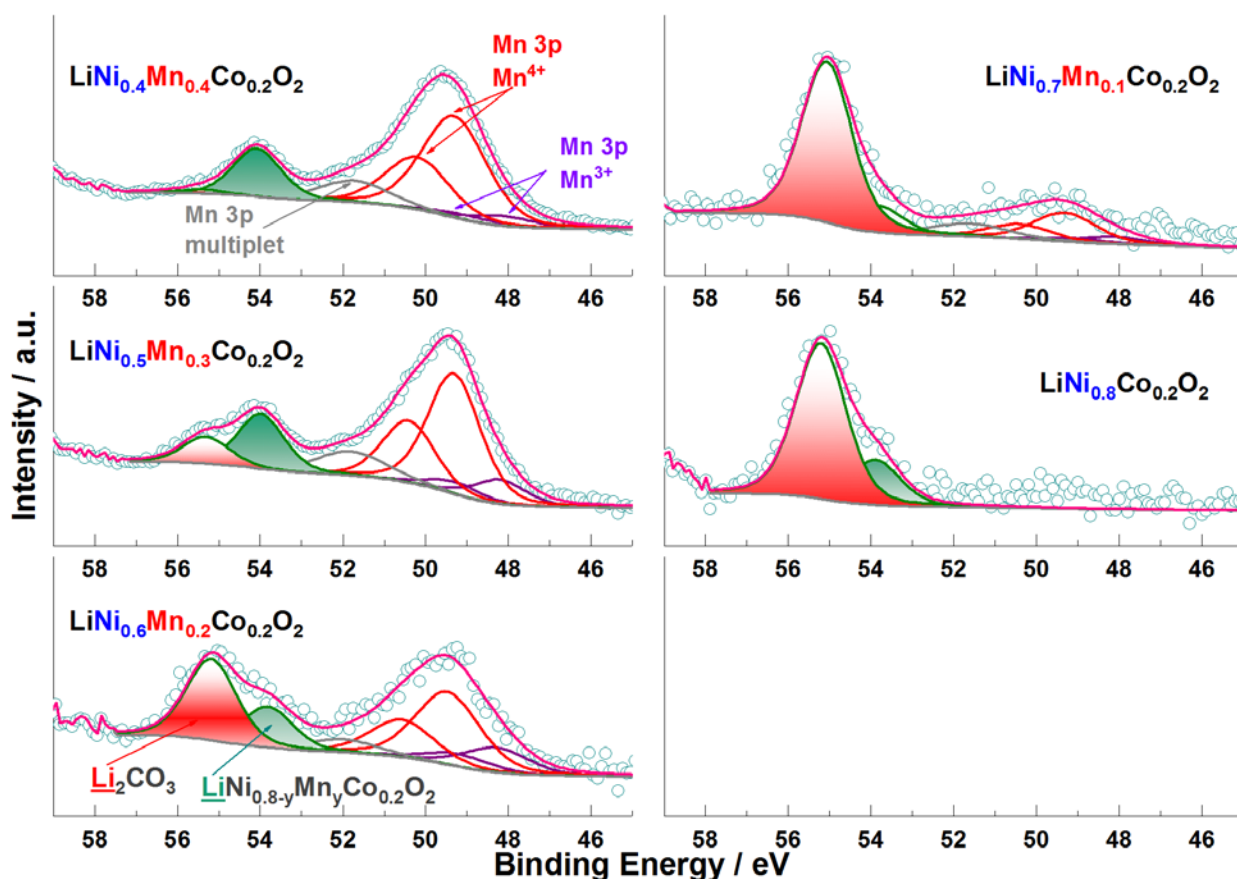 LiNi₀.₄Mn₀.₄Co₀.₂O₂
Mn 3p
Mn⁴⁺
Mn 3p
Mn³⁺
Mn 3p
multiplet
58 56 54 52 50 48 46
LiNi₀.₇Mn₀.₁Co₀.₂O₂
58 56 54 52 50 48 46
LiNi₀.₅Mn₀.₃Co₀.₂O₂
58 56 54 52 50 48 46
LiNi₀.₈Co₀.₂O₂
58 56 54 52 50 48 46
LiNi₀.₆Mn₀.₂Co₀.₂O₂
Li₂CO₃
LiNi₀.₈₋yMnyCo₀.₂O₂
58 56 54 52 50 48 46
58 56 54 52 50 48 46
Intensity / a.u.
Binding Energy / eV